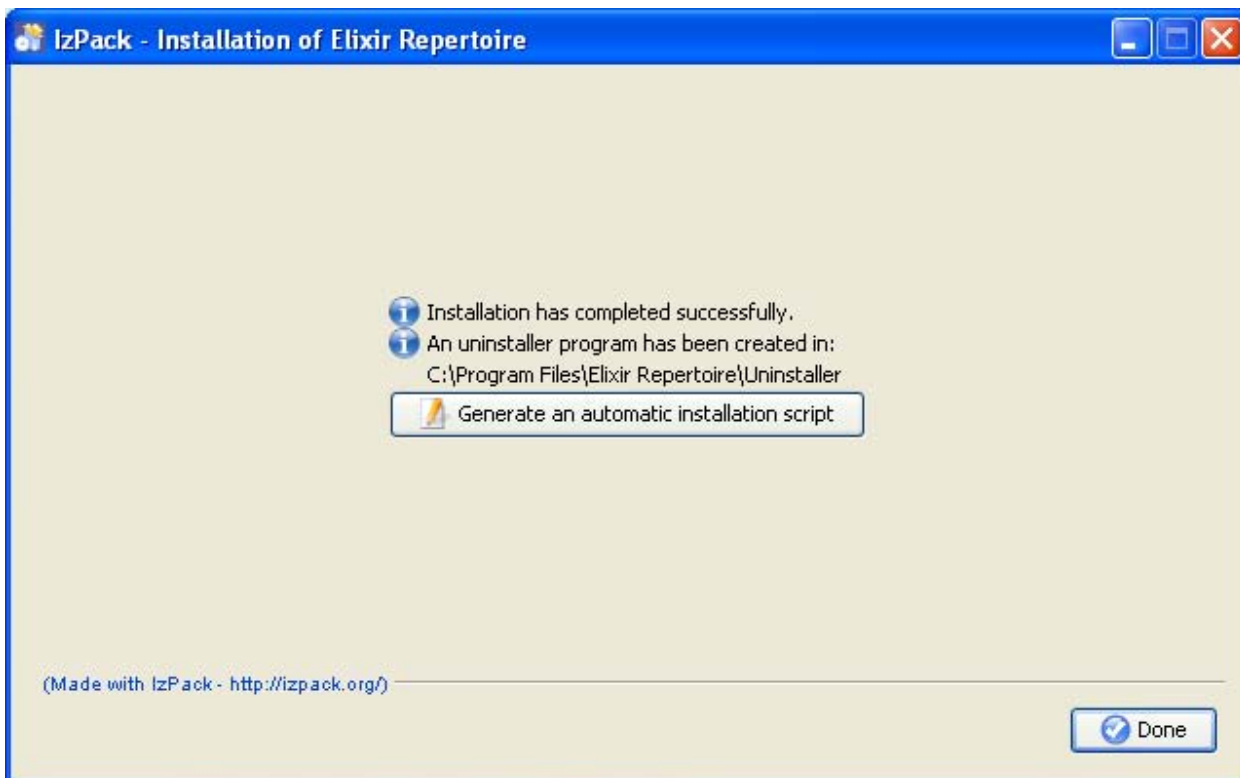 IzPack - Installation of Elixir Repertoire
Installation has completed successfully.
An uninstaller program has been created in:
C:\Program Files\Elixir Repertoire\Uninstaller
Generate an automatic installation script
(Made with IzPack - http://izpack.org/)
Done